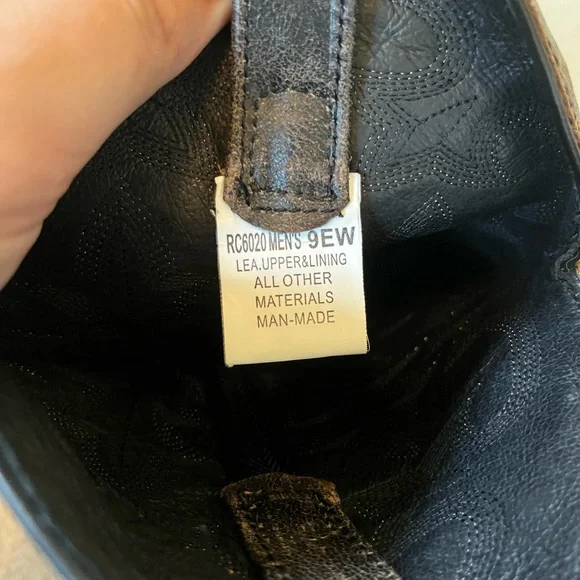 RC6020 MEN'S 9EW
LEA.UPPER&LINING
ALL OTHER
MATERIALS
MAN-MADE